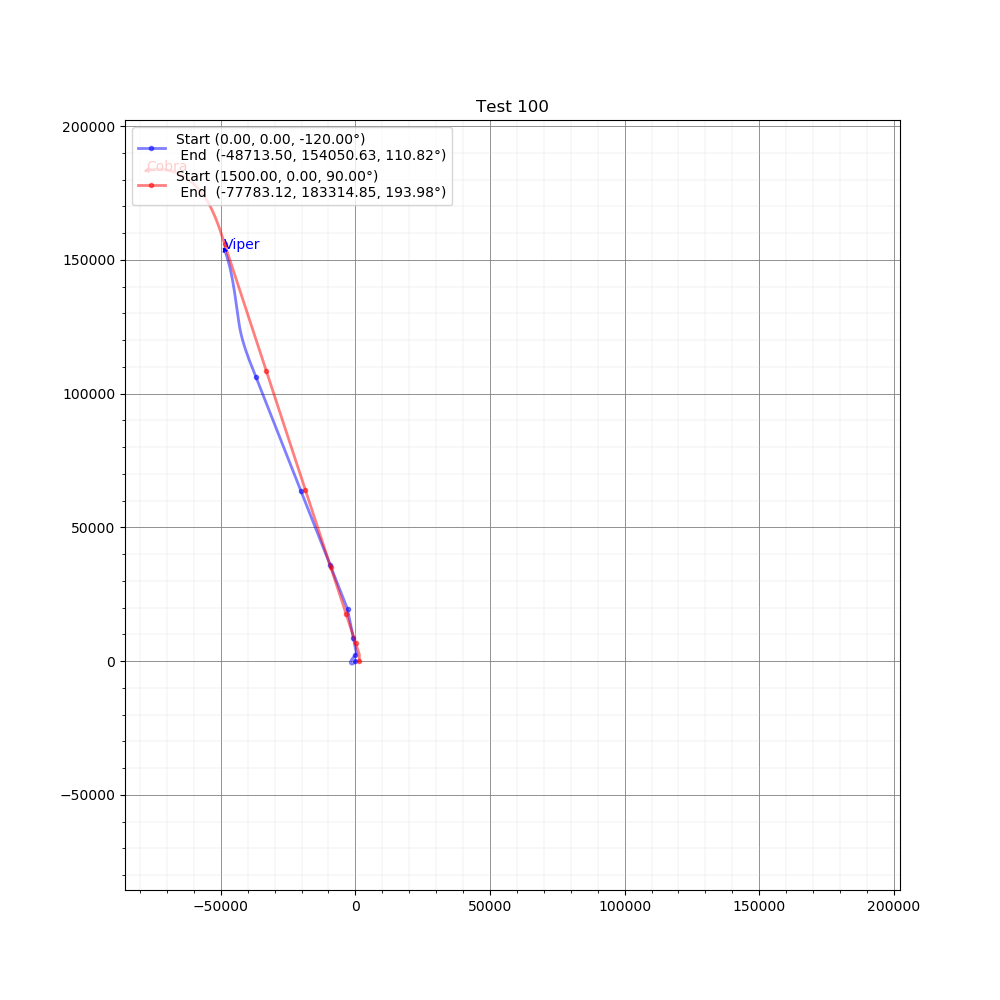 Test 100
200000
150000
100000
50000
0
−50000
Start (0.00, 0.00, -120.00°)
End  (-48713.50, 154050.63, 110.82°)
Start (1500.00, 0.00, 90.00°)
End  (-77783.12, 183314.85, 193.98°)
Cobra
Viper
−50000
0
50000
100000
150000
200000